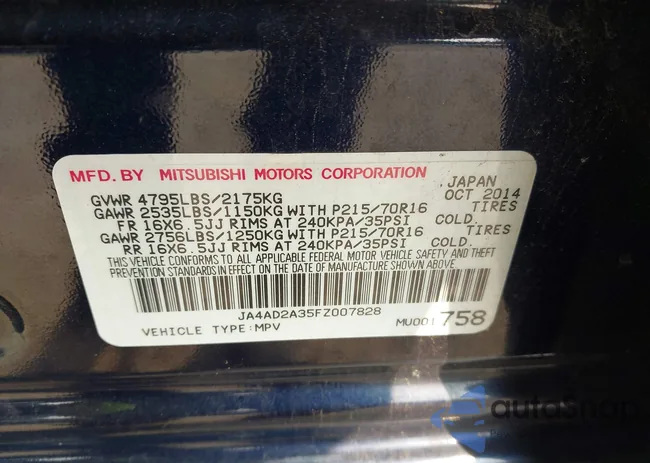 MFD. BY MITSUBISHI MOTORS CORPORATION
JAPAN
GVWR 4795LBS/2175KG OCT 2014
GAWR 2535LBS/1150KG WITH P215/70R16 TIRES
FR 16X6.5JJ RIMS AT 240KPA/35PSI COLD.
GAWR 2756LBS/1250KG WITH P215/70R16 TIRES
RR 16X6.5JJ RIMS AT 240KPA/35PSI COLD.
THIS VEHICLE CONFORMS TO ALL APPLICABLE FEDERAL MOTOR VEHICLE SAFETY AND THEFT
PREVENTION STANDARDS IN EFFECT ON THE DATE OF MANUFACTURE SHOWN ABOVE.
JA4AD2A35FZ007828
VEHICLE TYPE:MPV MU001758
autoSnap